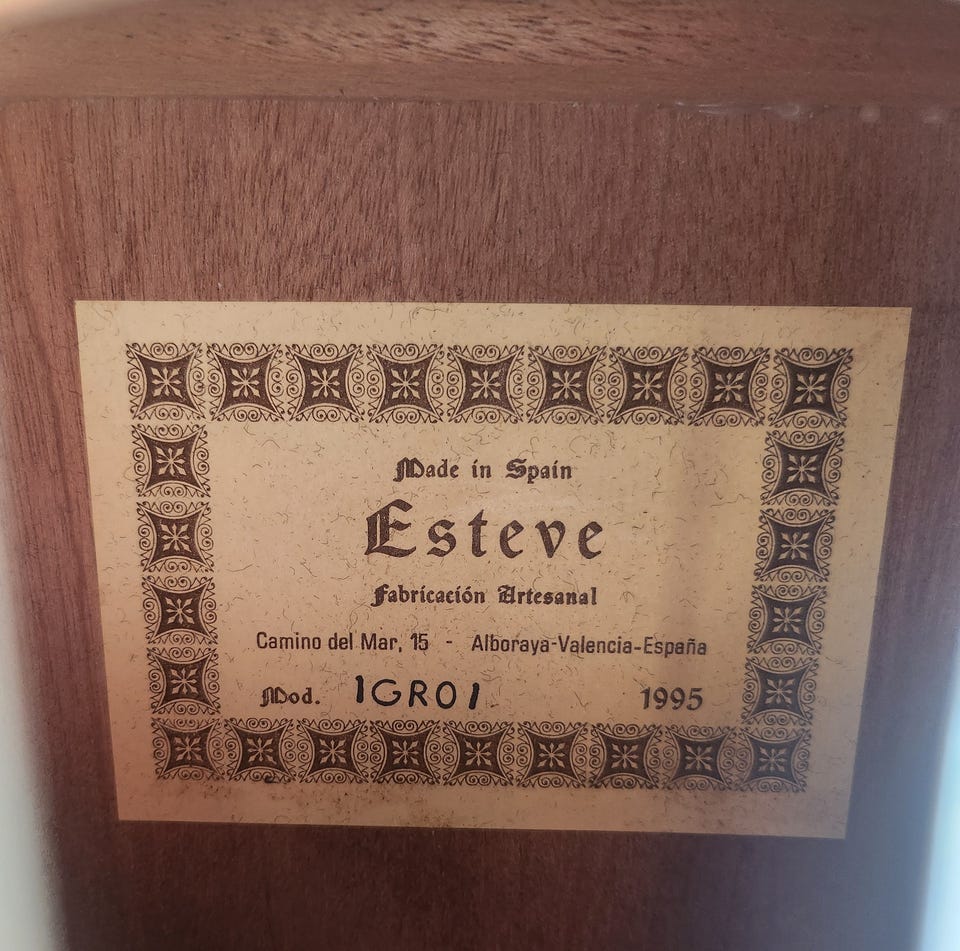 Made in Spain
Esteve
Fabricación Artesanal
Camino del Mar, 15 - Alboraya-Valencia-España
Mod. 1GR01 1995